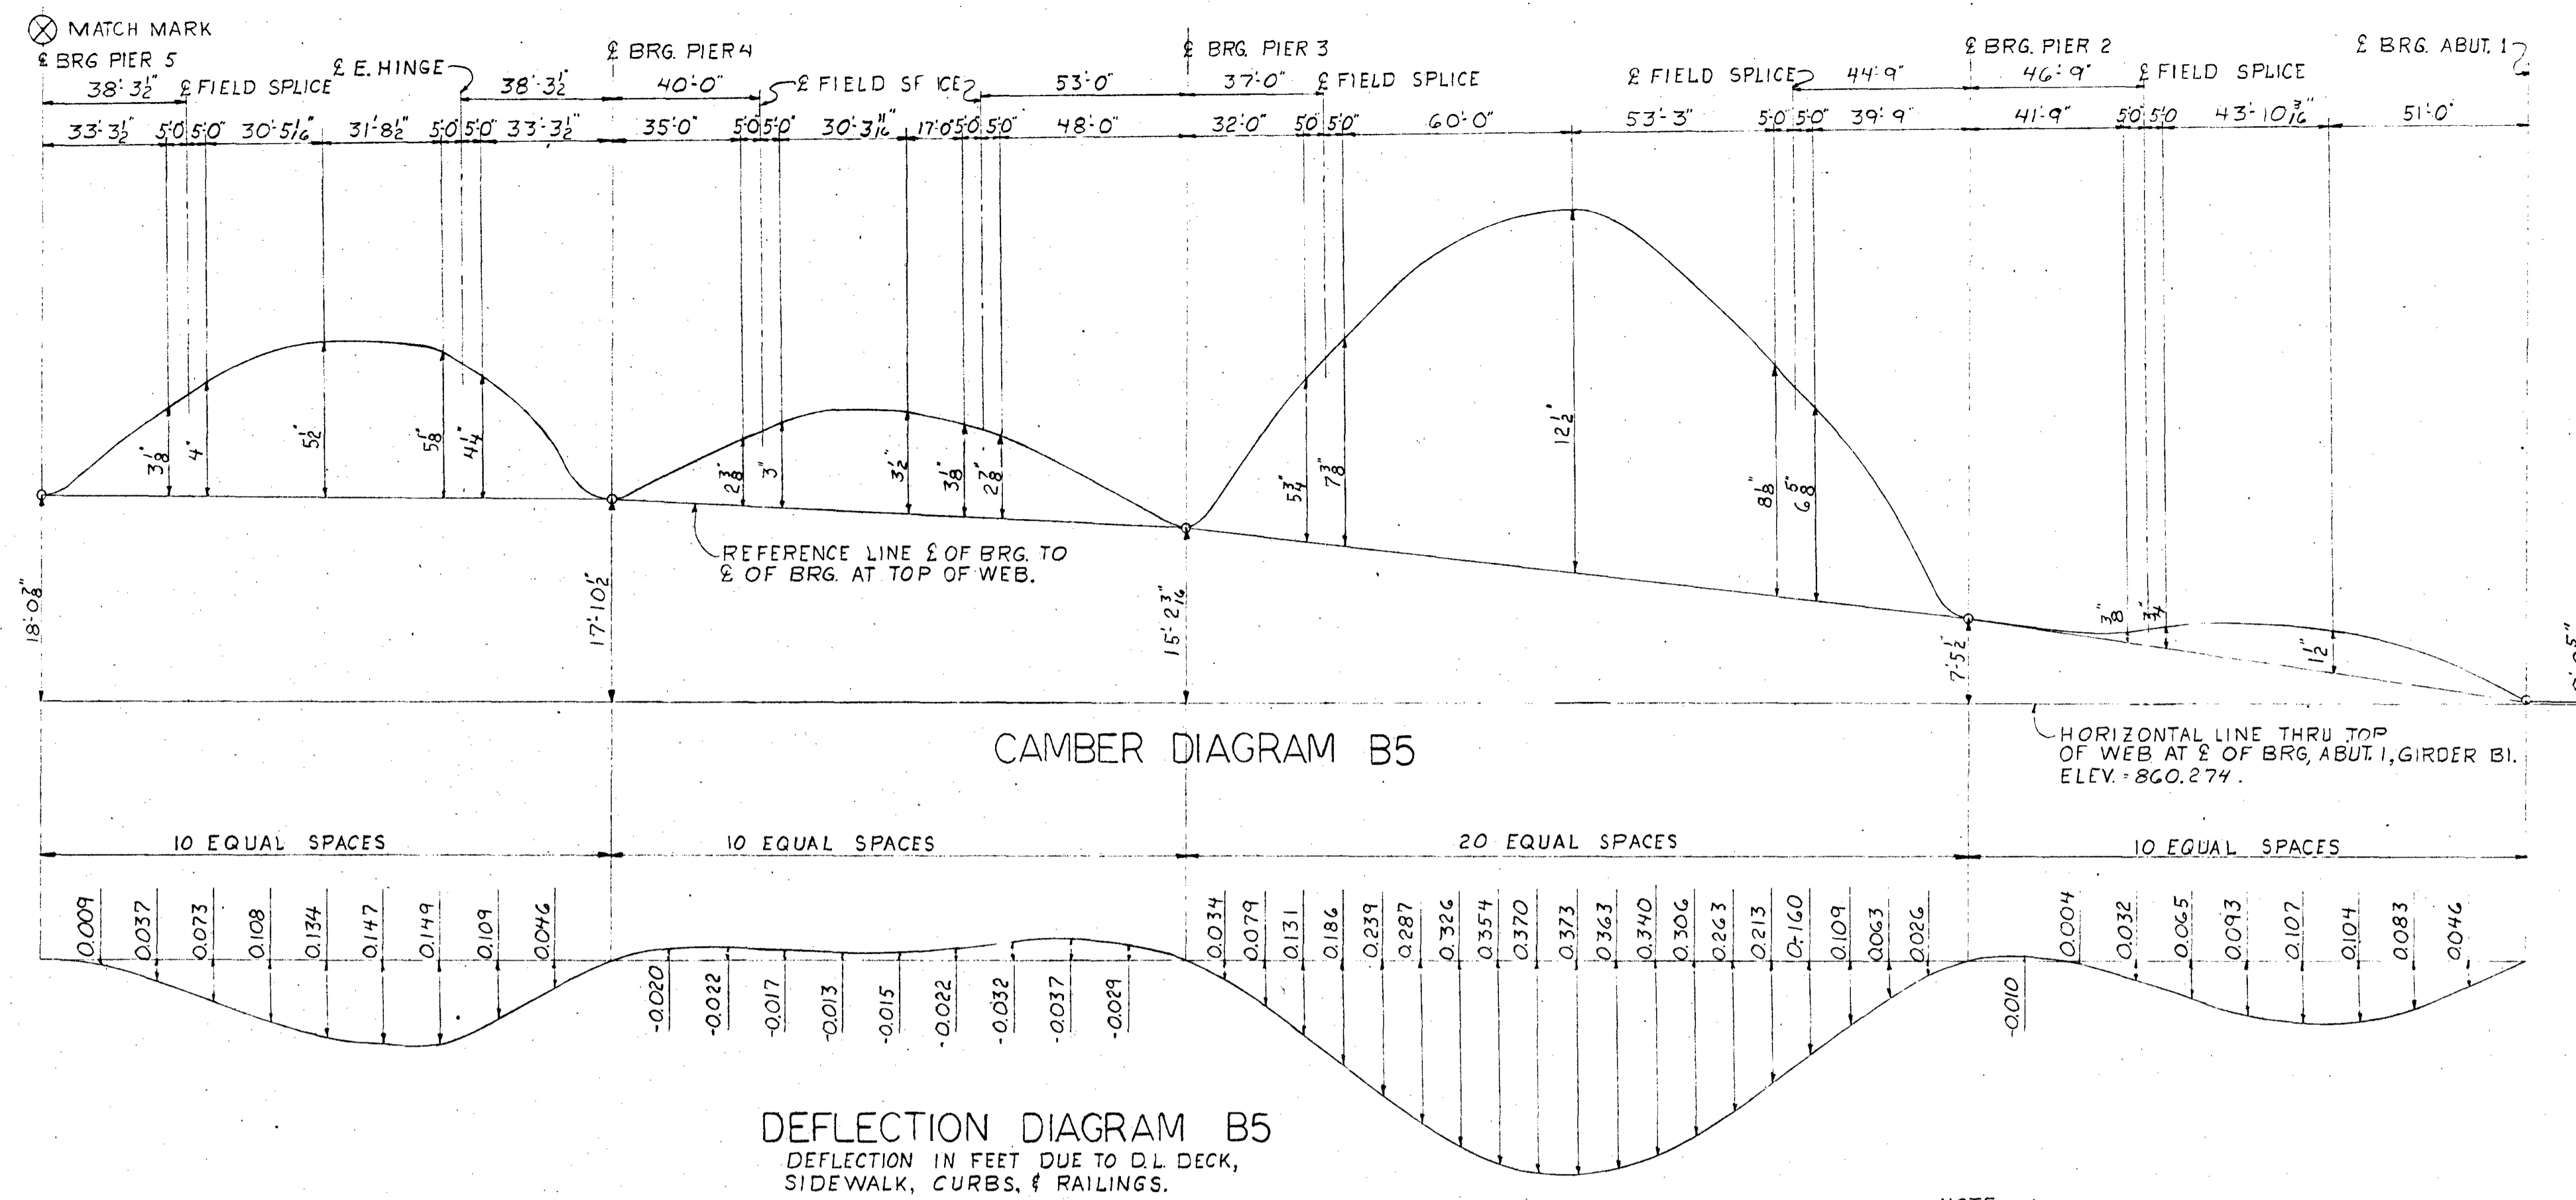 ⊗ MATCH MARK
℄ BRG PIER 5
℄ E. HINGE
℄ BRG. PIER 4
℄ BRG. PIER 3
℄ BRG. PIER 2
℄ BRG. ABUT. 1
38'-3½"
℄ FIELD SPLICE
38'-3½"
40'-0"
℄ FIELD SPLICE
53'-0"
37'-0"
℄ FIELD SPLICE
℄ FIELD SPLICE
44'-9"
46'-9"
℄ FIELD SPLICE
33'-3½" 5'0" 5'0" 30'-5 1/16" 31'-8½" 5'0" 5'0" 33'-3½" 35'-0" 5'0" 5'0" 30'-3 11/16" 17'-0" 5'0" 5'0" 48'-0" 32'-0" 5'0" 5'0" 60'-0" 53'-3" 5'0" 5'0" 39'-9" 41'-9" 5'0" 5'0 43'-10 3/16" 51'-0"
3⅛" 4" 5½" 5⅛" 4¼" 2⅜" 3" 3½" 3⅛" 2⅞" 5¾" 7⅜" 12½" 8⅛" 6⅝" ⅜" ¾" 1½"
REFERENCE LINE ℄ OF BRG. TO
℄ OF BRG. AT TOP OF WEB.
18'-0⅞" 17'-10½" 15'-2 3/16" 7'-5½"
CAMBER DIAGRAM B5
HORIZONTAL LINE THRU TOP
OF WEB AT ℄ OF BRG, ABUT. 1, GIRDER B1.
ELEV. = 860.274.
10 EQUAL SPACES
10 EQUAL SPACES
20 EQUAL SPACES
10 EQUAL SPACES
0.009 0.037 0.073 0.108 0.134 0.147 0.149 0.109 0.046
-0.020 -0.022 -0.017 -0.013 -0.015 -0.022 -0.032 -0.037 -0.029
0.034 0.079 0.131 0.186 0.239 0.287 0.326 0.354 0.370 0.373 0.363 0.340 0.306 0.263 0.213 0.160 0.109 0.063 0.026
-0.010 0.004 0.032 0.065 0.093 0.107 0.104 0.083 0.046
DEFLECTION DIAGRAM B5
DEFLECTION IN FEET DUE TO D.L. DECK,
SIDEWALK, CURBS, & RAILINGS.